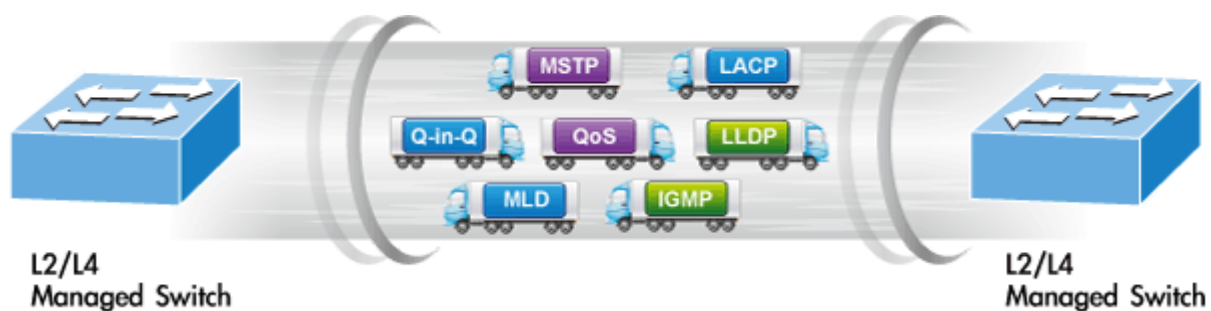 MSTP
LACP
Q-in-Q
QoS
LLDP
MLD
IGMP
L2/L4
Managed Switch
L2/L4
Managed Switch